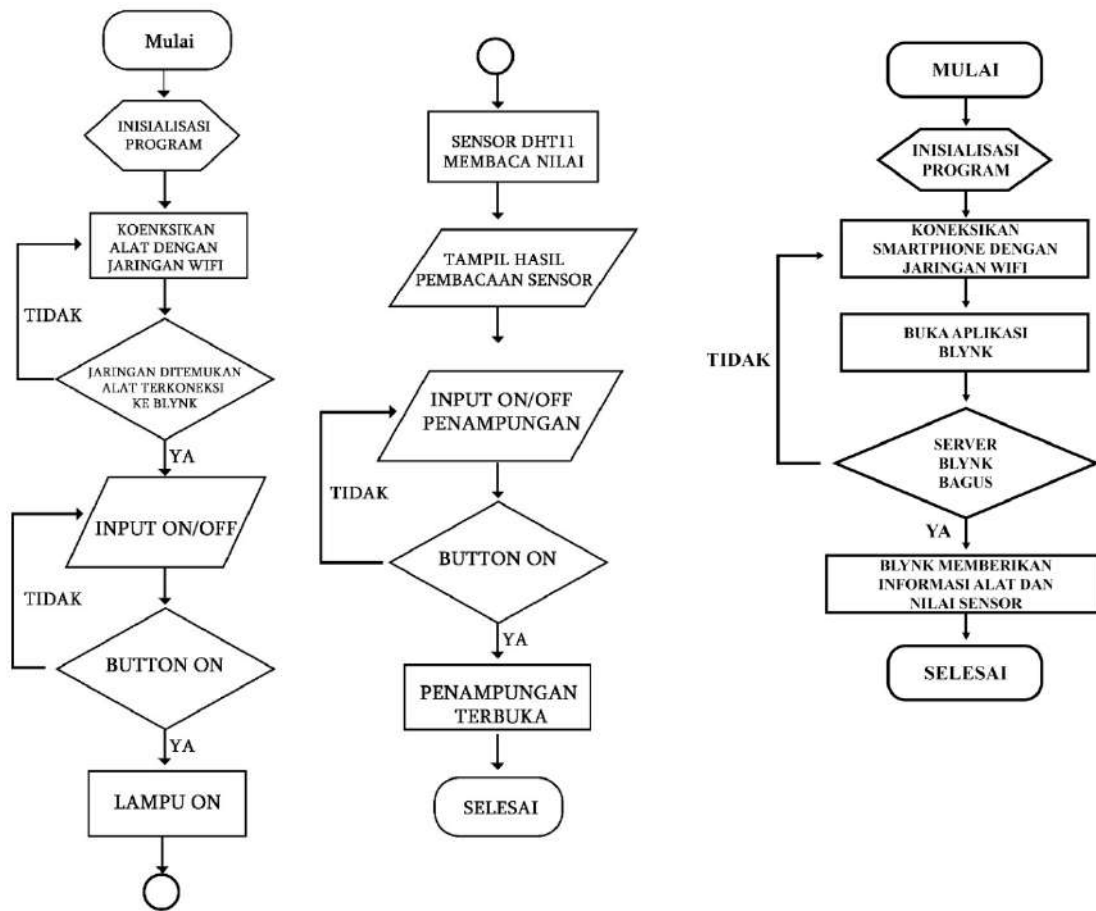 Mulai
INISIALISASI
PROGRAM
KOENKSIKAN
ALAT DENGAN
JARINGAN WIFI
TIDAK
JARINGAN DITEMUKAN
ALAT TERKONEKSI
KE BLYNK
YA
INPUT ON/OFF
TIDAK
BUTTON ON
YA
LAMPU ON
SENSOR DHT11
MEMBACA NILAI
TAMPIL HASIL
PEMBACAAN SENSOR
INPUT ON/OFF
PENAMPUNGAN
TIDAK
BUTTON ON
YA
PENAMPUNGAN
TERBUKA
SELESAI
MULAI
INISIALISASI
PROGRAM
KONEKSIKAN
SMARTPHONE DENGAN
JARINGAN WIFI
BUKA APLIKASI
BLYNK
TIDAK
SERVER
BLYNK
BAGUS
YA
BLYNK MEMBERIKAN
INFORMASI ALAT DAN
NILAI SENSOR
SELESAI